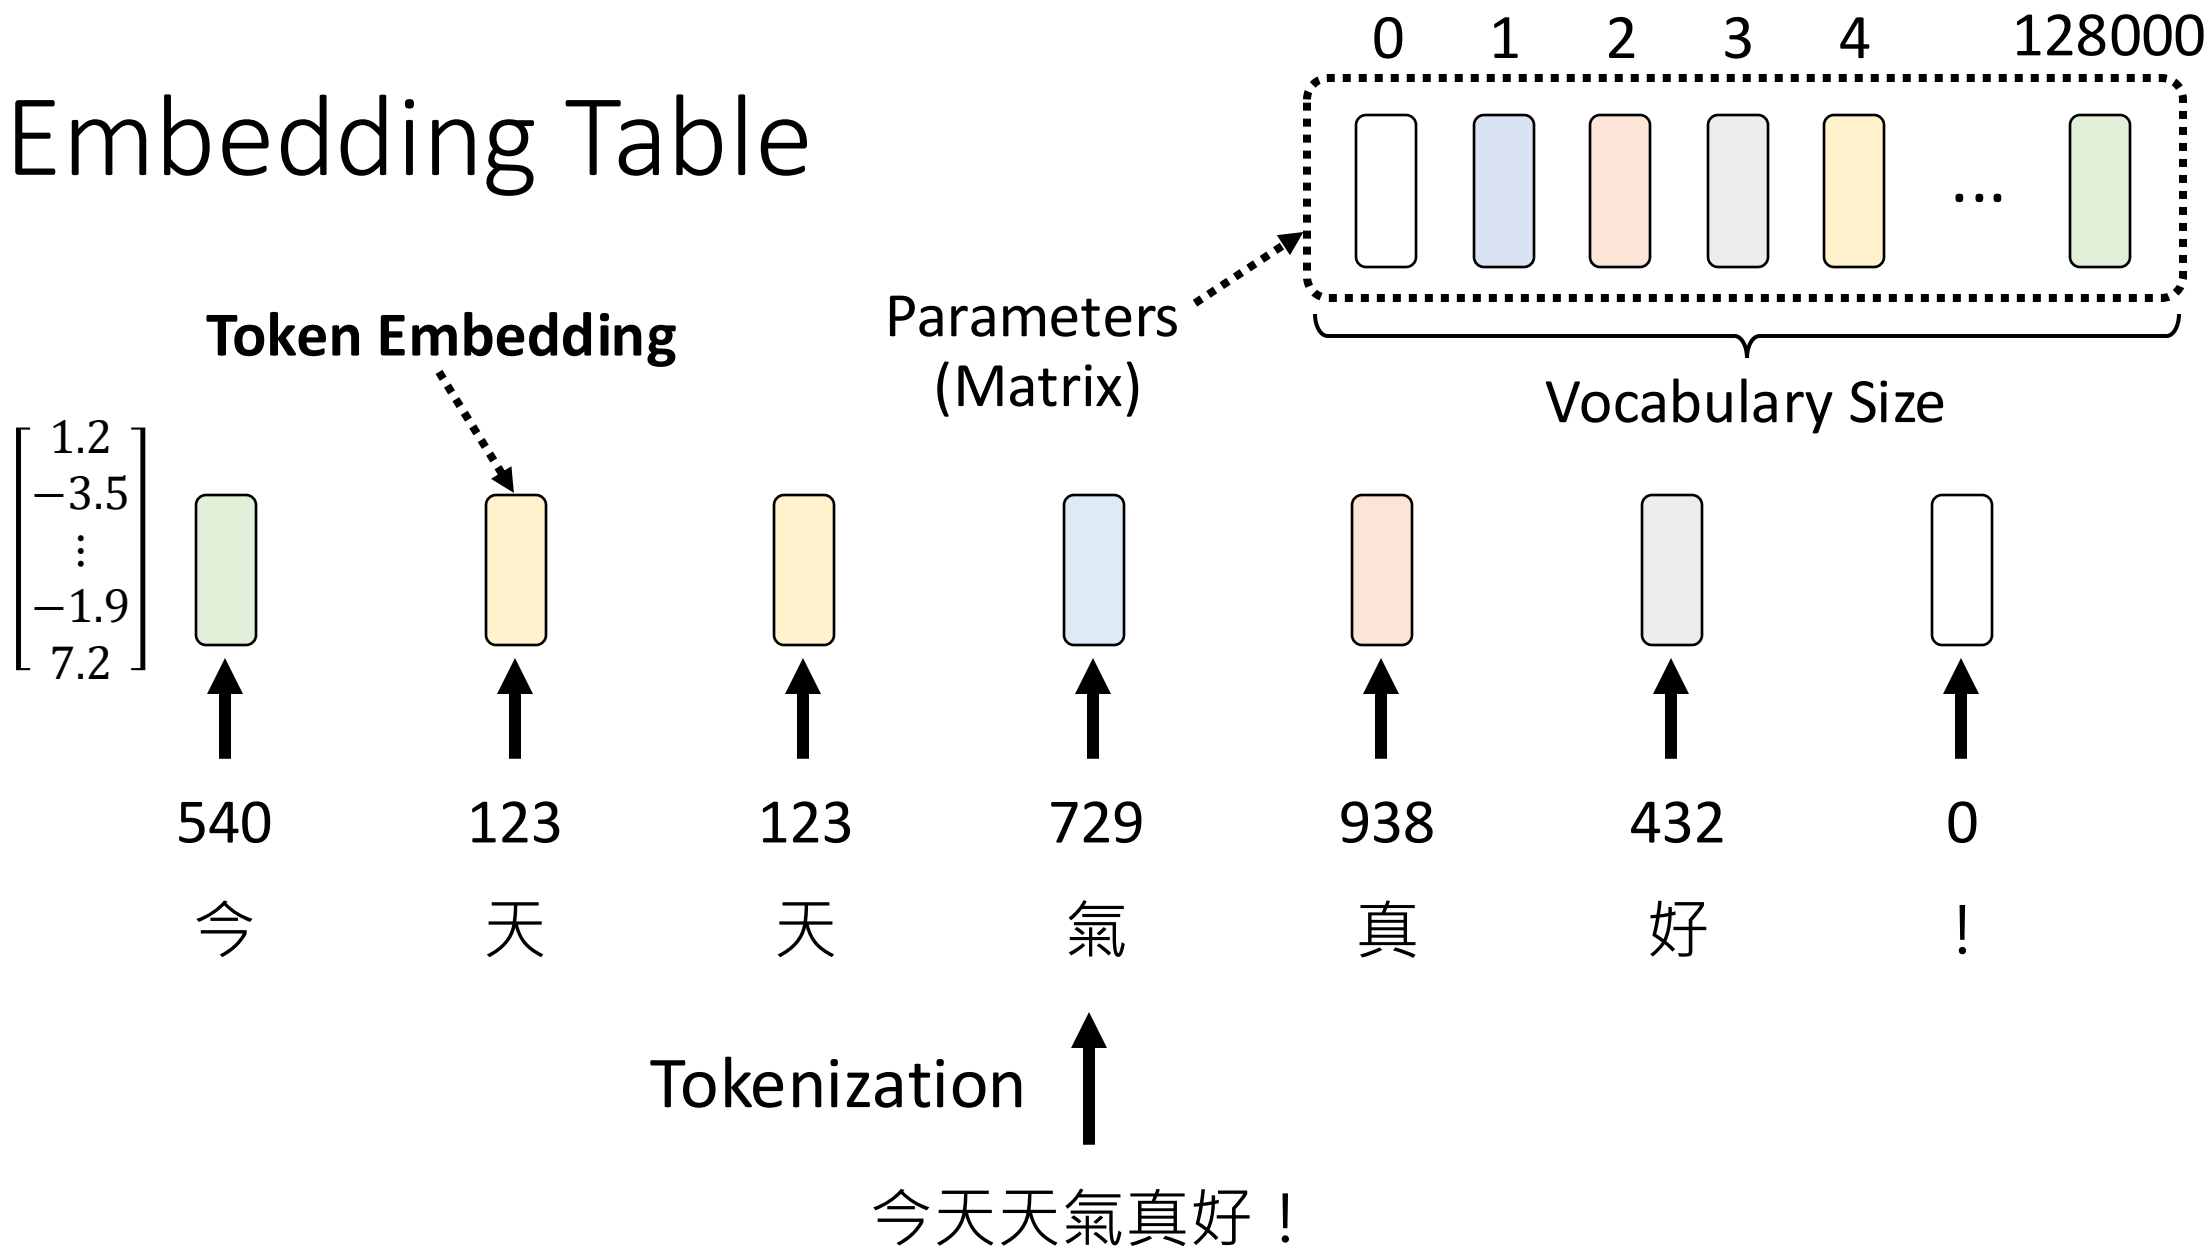 0 1 2 3 4 128000
Embedding Table
...
Parameters
(Matrix)
Vocabulary Size
Token Embedding
1.2
−3.5
⋮
−1.9
7.2
540 123 123 729 938 432 0
今 天 天 氣 真 好 !
Tokenization
今天天氣真好!